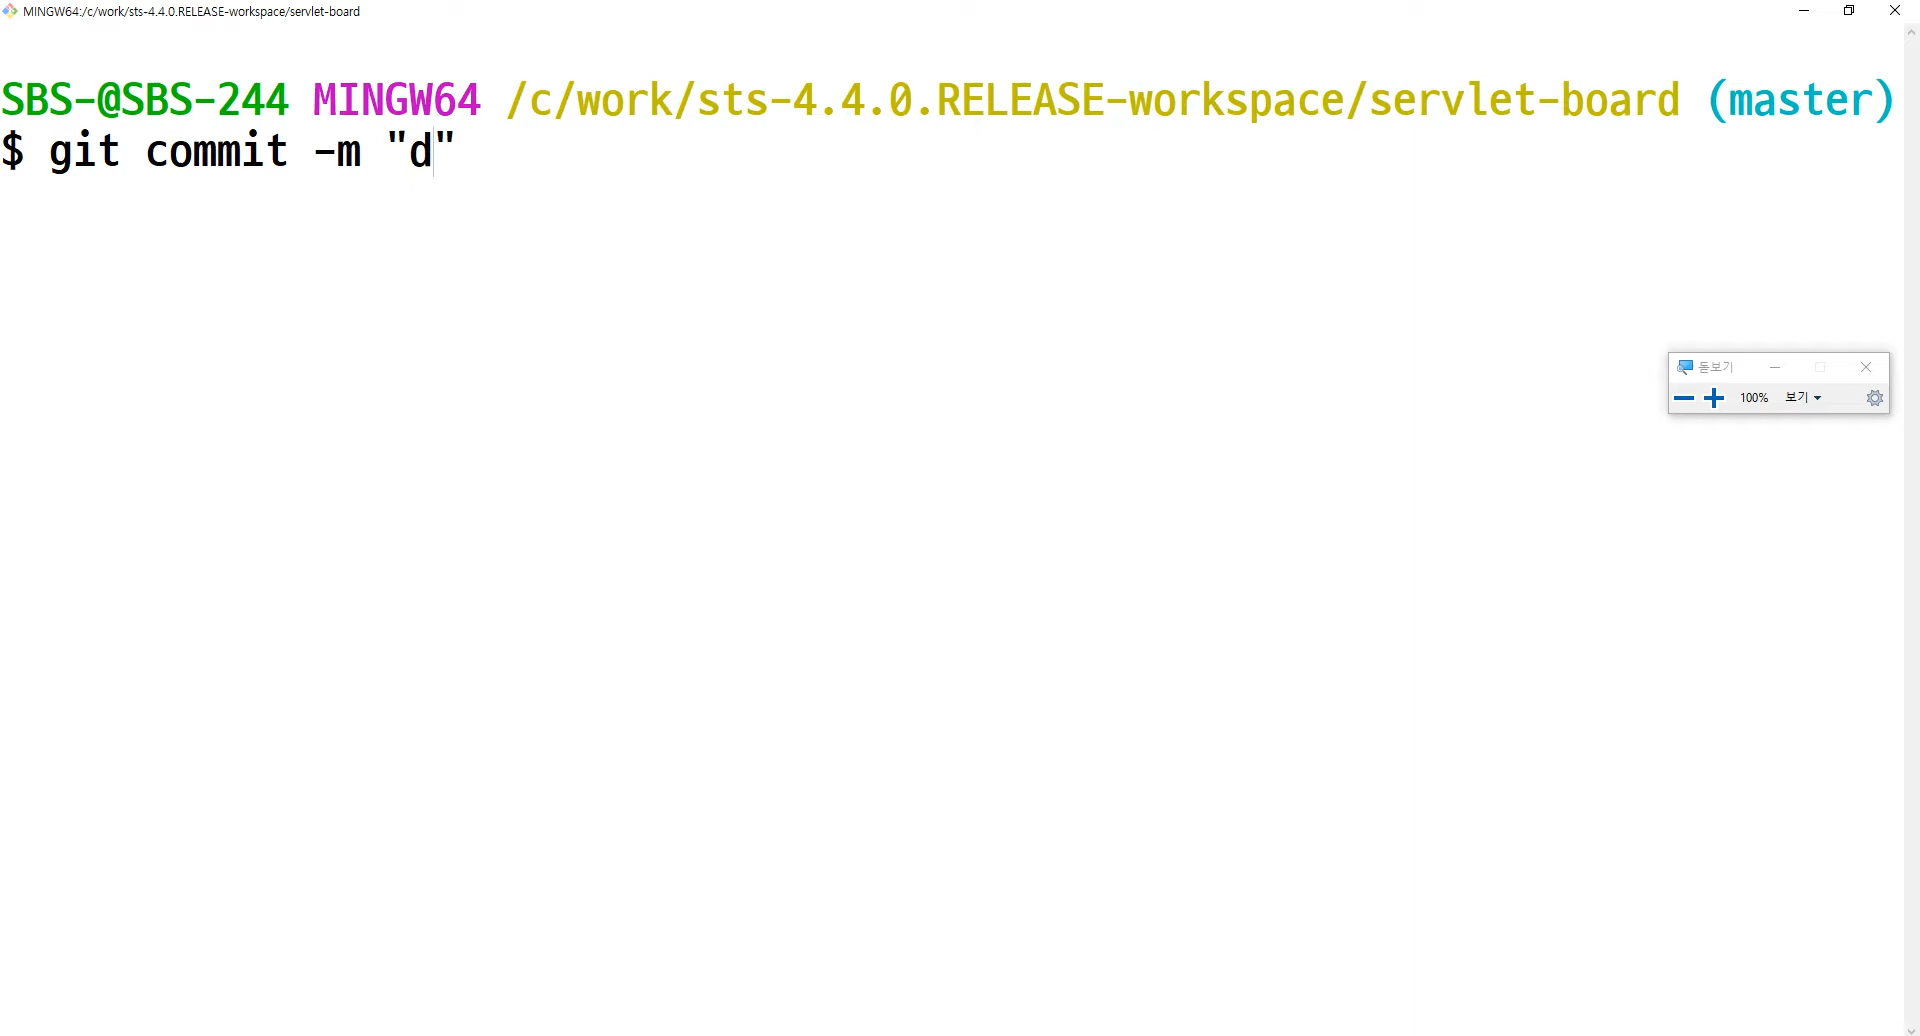 MINGW64:/c/work/sts-4.4.0.RELEASE-workspace/servlet-board
SBS-@SBS-244 MINGW64 /c/work/sts-4.4.0.RELEASE-workspace/servlet-board (master)
$ git commit -m "d"
돋보기
100% 보기